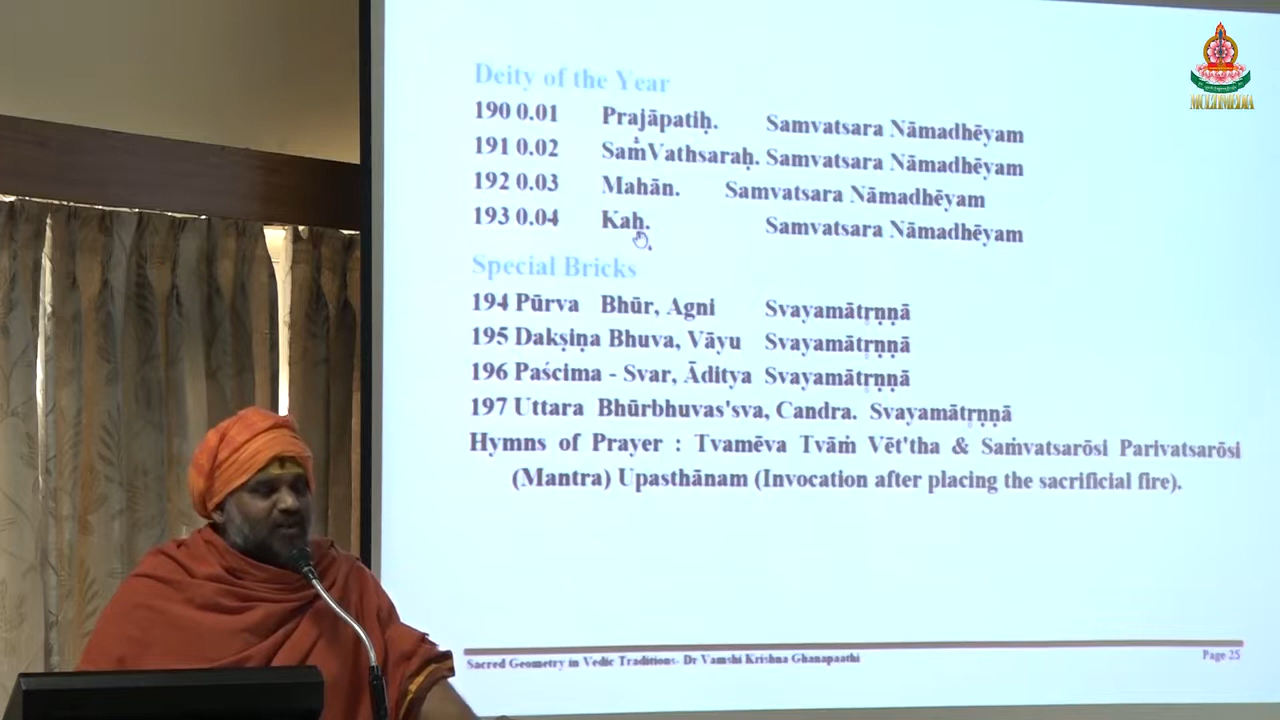 Deity of the Year
190 0.01 Prajāpatiḥ. Samvatsara Nāmadhēyam
191 0.02 Saṁ̐Vathsaraḥ. Samvatsara Nāmadhēyam
192 0.03 Mahān. Samvatsara Nāmadhēyam
193 0.04 Kaḥ. Samvatsara Nāmadhēyam
Special Bricks
194 Pūrva Bhūr, Agni Svayamātṛṇṇā
195 Dakṣiṇa Bhuva, Vāyu Svayamātṛṇṇā
196 Paścima - Svar, Āditya Svayamātṛṇṇā
197 Uttara Bhūrbhuvas'sva, Candra. Svayamātṛṇṇā
Hymns of Prayer : Tvamēva Tvāṁ Vēt'tha & Saṁvatsarōsi Parivatsarōsi
(Mantra) Upasthānam (Invocation after placing the sacrificial fire).
Sacred Geometry in Vedic Traditions- Dr Vamshi Krishna Ghanapaathi Page 25
MULTIMEDIA